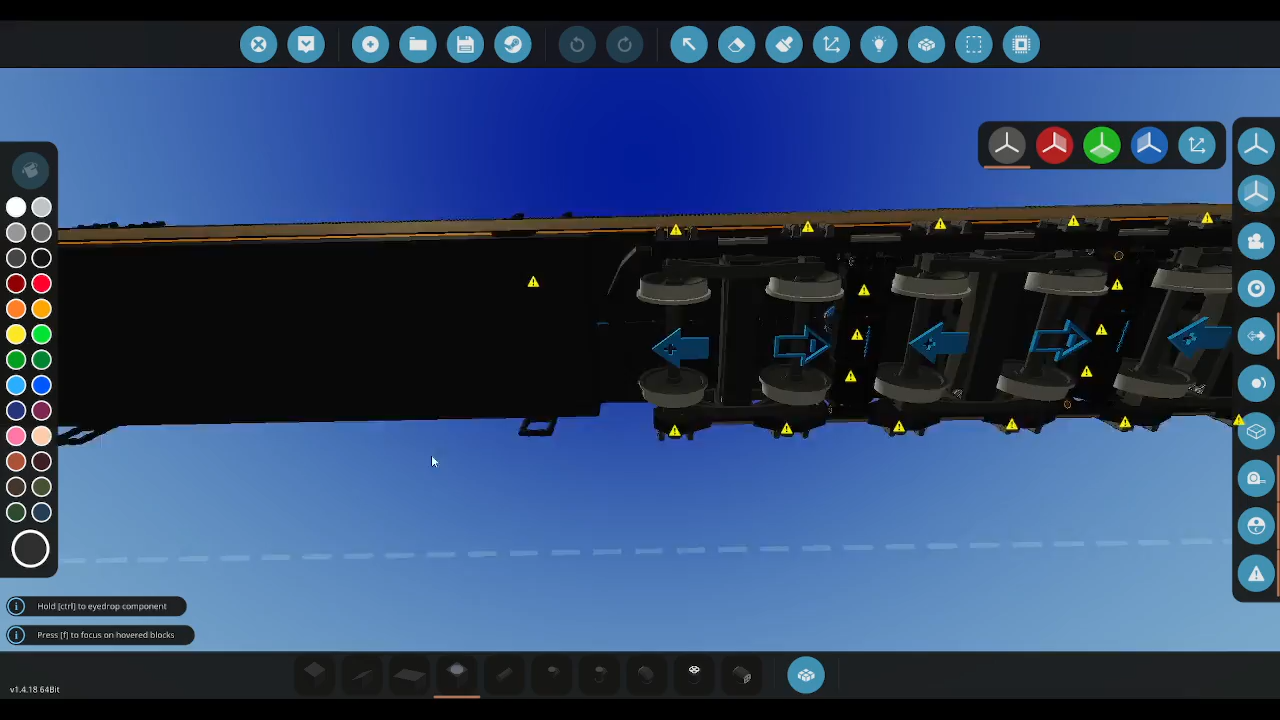 Hold [ctrl] to eyedrop component
Press [f] to focus on hovered blocks
v1.4.18 64Bit